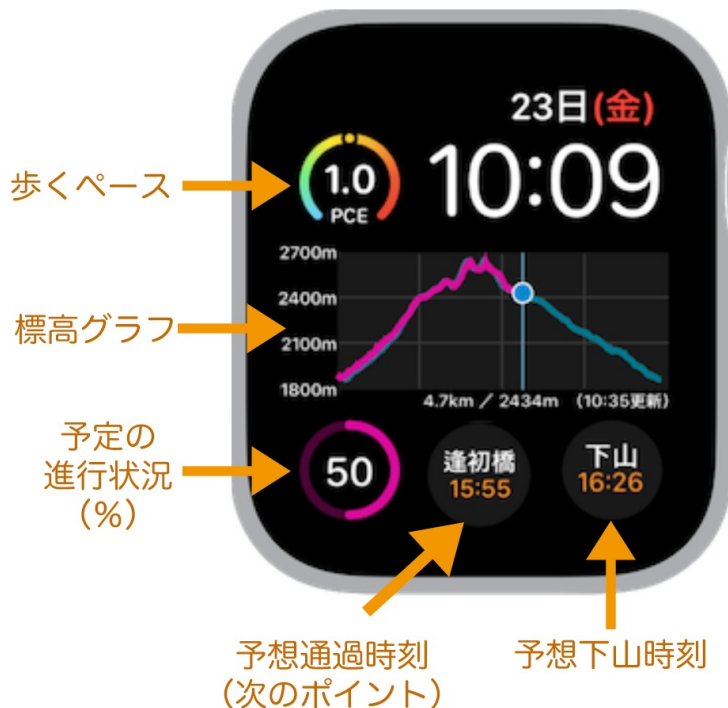 23日(金)
10:09
1.0
PCE
歩くペース
2700m
2400m
2100m
1800m
標高グラフ
4.7km / 2434m (10:35更新)
予定の
進行状況
(%)
50
逢初橋
15:55
下山
16:26
予想通過時刻
(次のポイント)
予想下山時刻